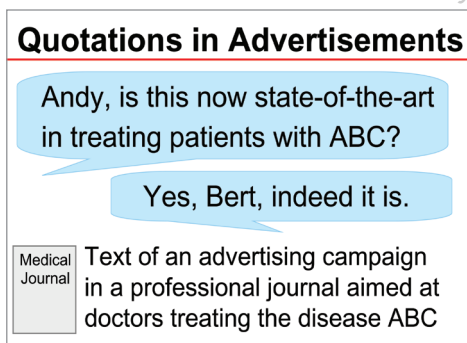 Quotations in Advertisements
Andy, is this now state-of-the-art
in treating patients with ABC?
Yes, Bert, indeed it is.
Medical
Journal
Text of an advertising campaign
in a professional journal aimed at
doctors treating the disease ABC